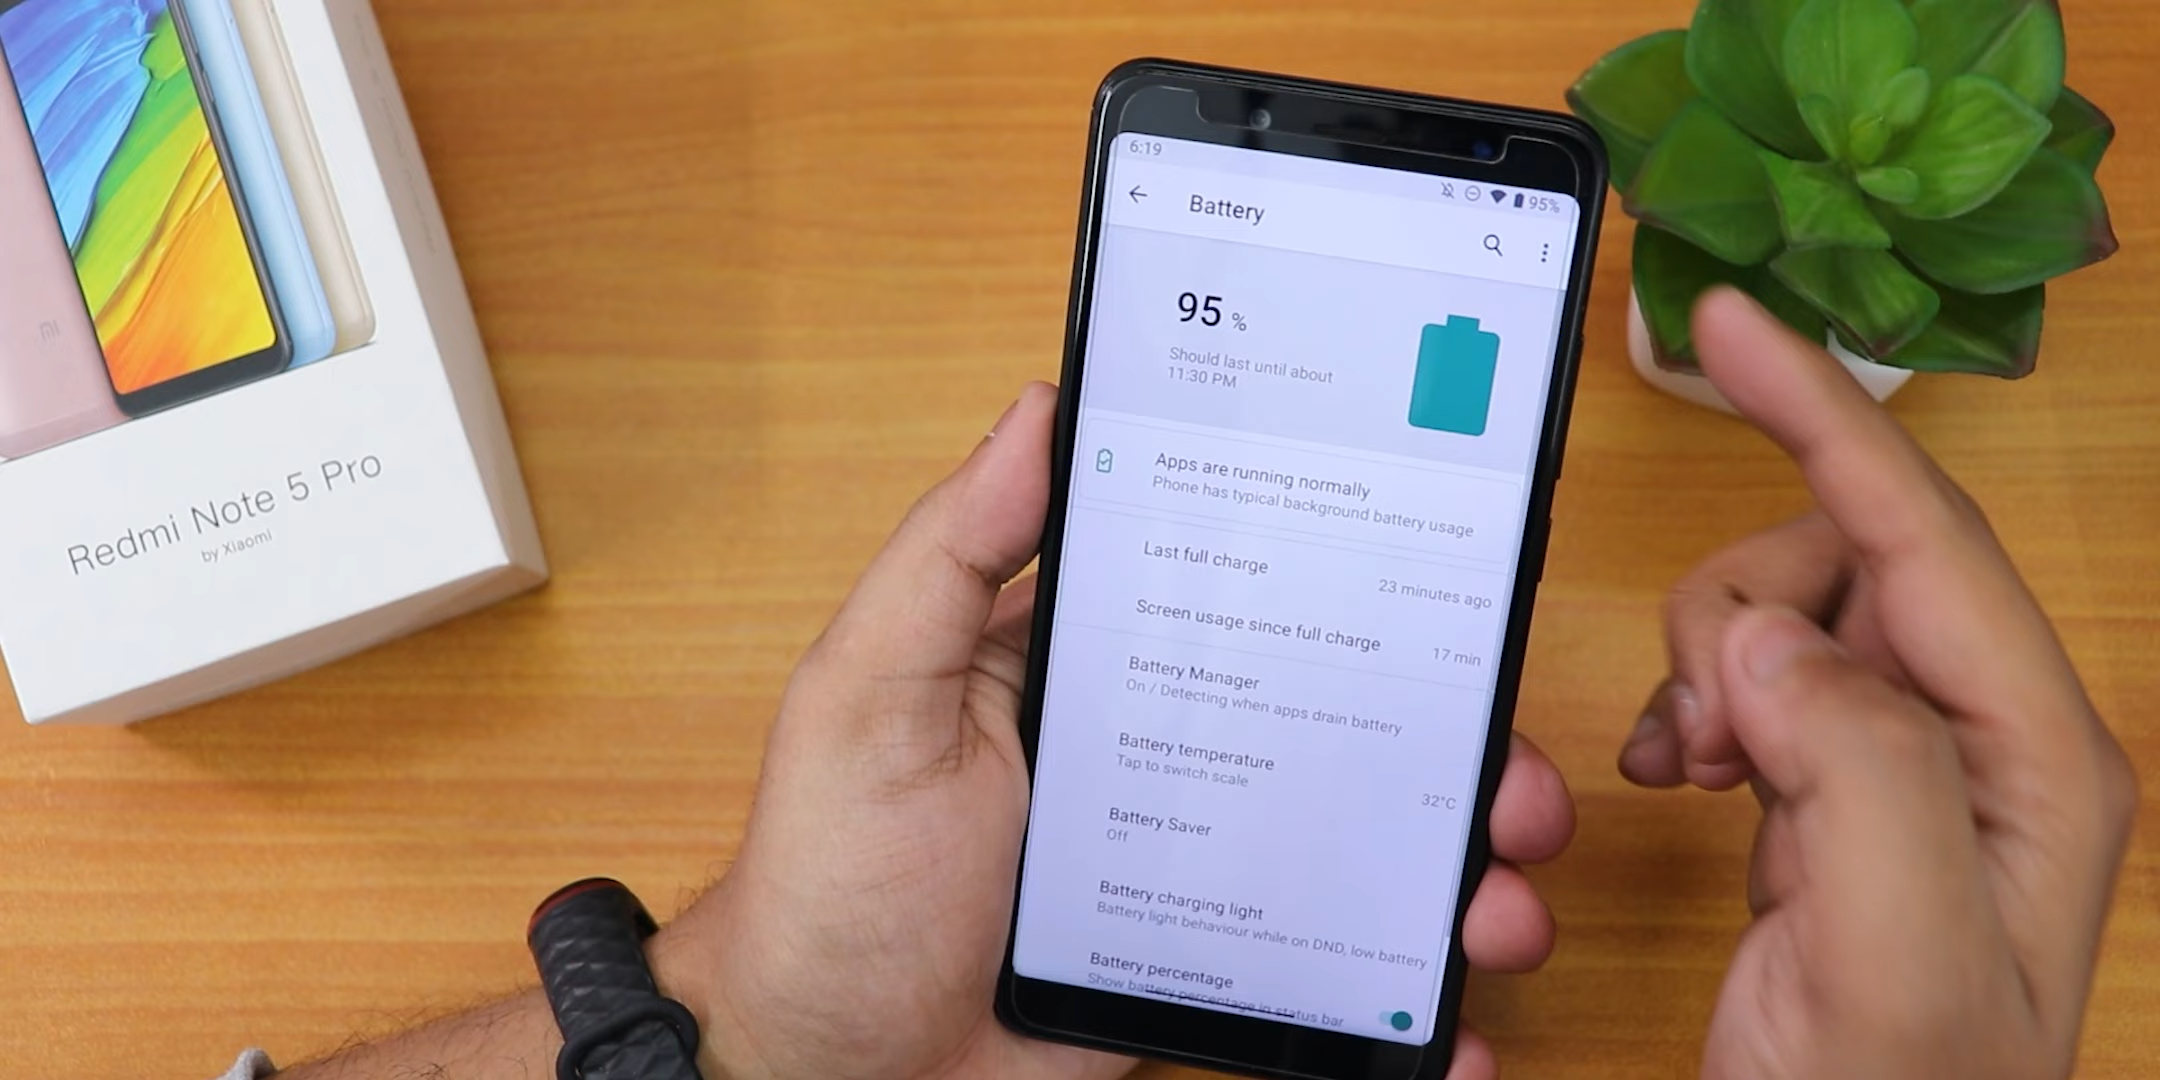 mi
Redmi Note 5 Pro
by Xiaomi
6:19
95%
Battery
95 %
Should last until about
11:30 PM
Apps are running normally
Phone has typical background battery usage
Last full charge
23 minutes ago
Screen usage since full charge
17 min
Battery Manager
On / Detecting when apps drain battery
Battery temperature
Tap to switch scale
32°C
Battery Saver
Off
Battery charging light
Battery light behaviour while on DND, low battery
Battery percentage
Show battery percentage in status bar